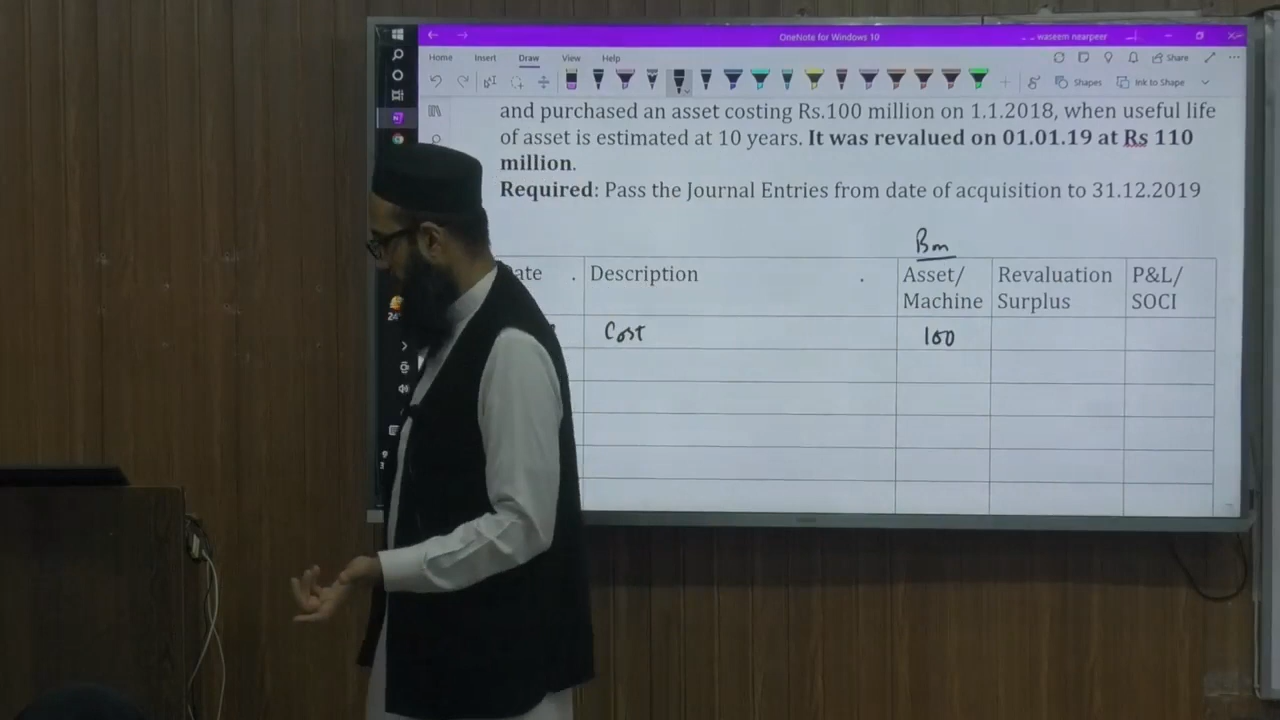 OneNote for Windows 10
waseem nearpeer
Home Insert Draw View Help
Share
Shapes Ink to Shape
and purchased an asset costing Rs.100 million on 1.1.2018, when useful life
of asset is estimated at 10 years. It was revalued on 01.01.19 at Rs 110
million.
Required: Pass the Journal Entries from date of acquisition to 31.12.2019
Bm
Description Asset/ Revaluation P&L/
Machine Surplus SOCI
Cost 100